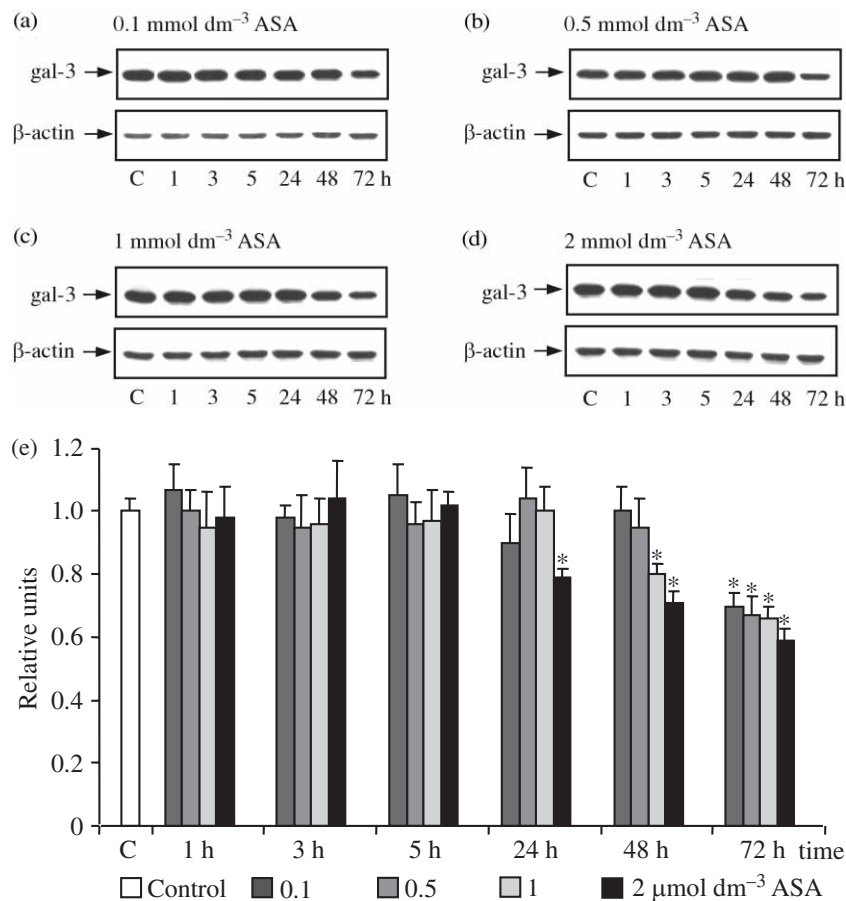 (a) 0.1 mmol dm⁻³ ASA
gal-3
β-actin
C 1 3 5 24 48 72 h
(b) 0.5 mmol dm⁻³ ASA
gal-3
β-actin
C 1 3 5 24 48 72 h
(c) 1 mmol dm⁻³ ASA
gal-3
β-actin
C 1 3 5 24 48 72 h
(d) 2 mmol dm⁻³ ASA
gal-3
β-actin
C 1 3 5 24 48 72 h
(e)
Relative units
1.2
1.0
0.8
0.6
0.4
0.2
0
*
* *
* * * *
C 1 h 3 h 5 h 24 h 48 h 72 h time
Control 0.1 0.5 1 2 μmol dm⁻³ ASA